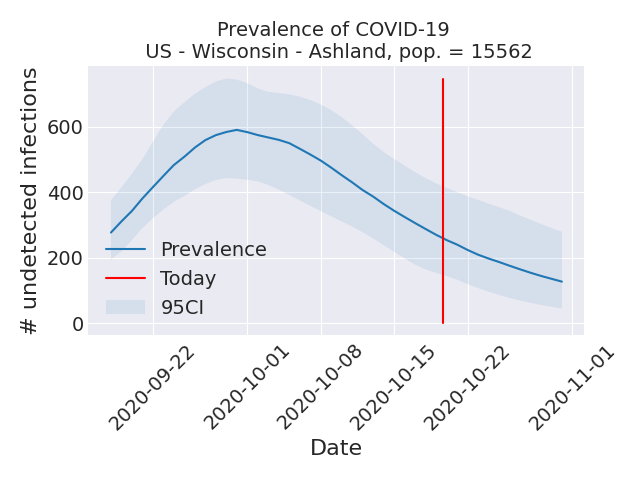 Prevalence of COVID-19
US - Wisconsin - Ashland, pop. = 15562
# undetected infections
600
400
200
0
Prevalence
Today
95CI
2020-09-22
2020-10-01
2020-10-08
2020-10-15
2020-10-22
2020-11-01
Date